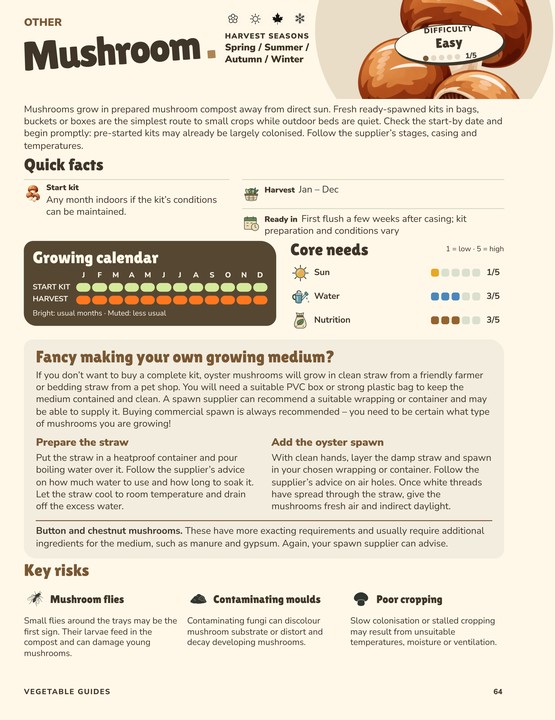 OTHER
Mushroom.
HARVEST SEASONS
Spring / Summer /
Autumn / Winter
DIFFICULTY
Easy
1/5
Mushrooms grow in prepared mushroom compost away from direct sun. Fresh ready-spawned kits in bags,
buckets or boxes are the simplest route to small crops while outdoor beds are quiet. Check the start-by date and
begin promptly: pre-started kits may already be largely colonised. Follow the supplier's stages, casing and
temperatures.
Quick facts
Start kit
Any month indoors if the kit's conditions
can be maintained.
Harvest Jan – Dec
Ready in First flush a few weeks after casing; kit
preparation and conditions vary
Growing calendar
J F M A M J J A S O N D
START KIT
HARVEST
Bright: usual months · Muted: less usual
Core needs
1 = low · 5 = high
Sun 1/5
Water 3/5
Nutrition 3/5
Fancy making your own growing medium?
If you don't want to buy a complete kit, oyster mushrooms will grow in clean straw from a friendly farmer
or bedding straw from a pet shop. You will need a suitable PVC box or strong plastic bag to keep the
medium contained and clean. A spawn supplier can recommend a suitable wrapping or container and may
be able to supply it. Buying commercial spawn is always recommended – you need to be certain what type
of mushrooms you are growing!
Prepare the straw
Put the straw in a heatproof container and pour
boiling water over it. Follow the supplier's advice
on how much water to use and how long to soak it.
Let the straw cool to room temperature and drain
off the excess water.
Add the oyster spawn
With clean hands, layer the damp straw and spawn
in your chosen wrapping or container. Follow the
supplier's advice on air holes. Once white threads
have spread through the straw, give the
mushrooms fresh air and indirect daylight.
Button and chestnut mushrooms. These have more exacting requirements and usually require additional
ingredients for the medium, such as manure and gypsum. Again, your spawn supplier can advise.
Key risks
Mushroom flies
Small flies around the trays may be the
first sign. Their larvae feed in the
compost and can damage young
mushrooms.
Contaminating moulds
Contaminating fungi can discolour
mushroom substrate or distort and
decay developing mushrooms.
Poor cropping
Slow colonisation or stalled cropping
may result from unsuitable
temperatures, moisture or ventilation.
VEGETABLE GUIDES
64